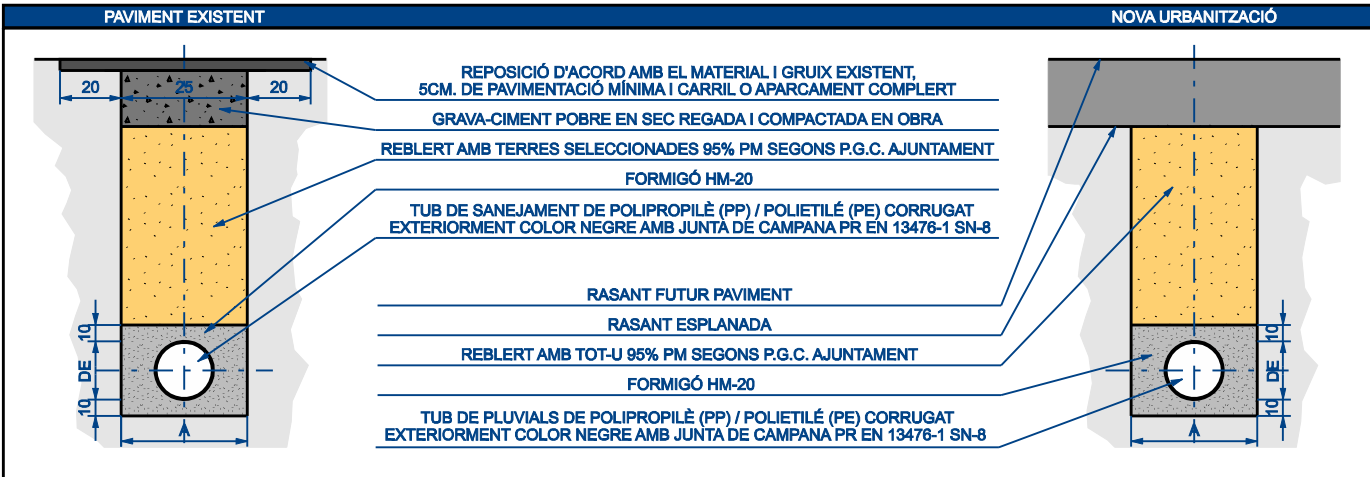 PAVIMENT EXISTENT
NOVA URBANITZACIÓ
REPOSICIÓ D'ACORD AMB EL MATERIAL I GRUIX EXISTENT,
5CM. DE PAVIMENTACIÓ MÍNIMA I CARRIL O APARCAMENT COMPLERT
20
25
20
GRAVA-CIMENT POBRE EN SEC REGADA I COMPACTADA EN OBRA
REBLERT AMB TERRES SELECCIONADES 95% PM SEGONS P.G.C. AJUNTAMENT
FORMIGÓ HM-20
TUB DE SANEJAMENT DE POLIPROPILÈ (PP) / POLIETILÉ (PE) CORRUGAT
EXTERIORMENT COLOR NEGRE AMB JUNTA DE CAMPANA PR EN 13476-1 SN-8
RASANT FUTUR PAVIMENT
RASANT ESPLANADA
REBLERT AMB TOT-U 95% PM SEGONS P.G.C. AJUNTAMENT
FORMIGÓ HM-20
TUB DE PLUVIALS DE POLIPROPILÈ (PP) / POLIETILÉ (PE) CORRUGAT
EXTERIORMENT COLOR NEGRE AMB JUNTA DE CAMPANA PR EN 13476-1 SN-8
10
DE
10
A
10
DE
10
A